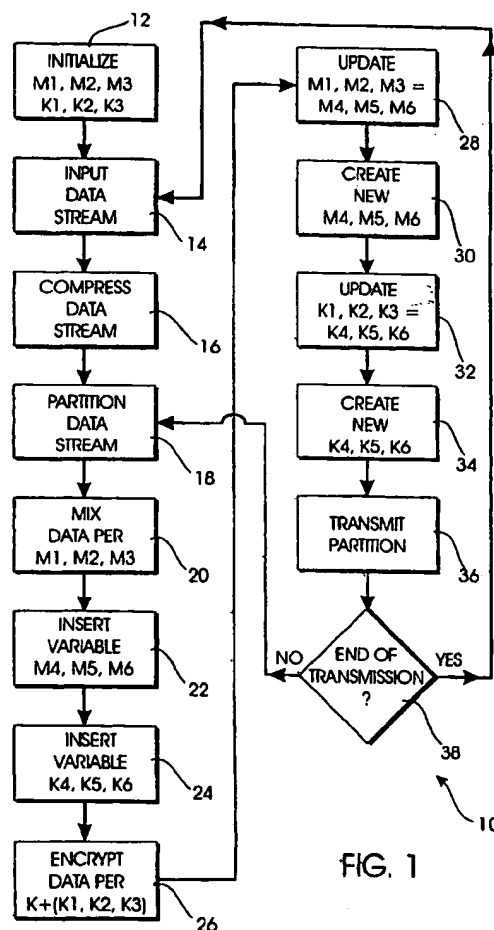 12
INITIALIZE
M1, M2, M3
K1, K2, K3
INPUT
DATA
STREAM
14
COMPRESS
DATA
STREAM
16
PARTITION
DATA
STREAM
18
MIX
DATA PER
M1, M2, M3
20
INSERT
VARIABLE
M4, M5, M6
22
INSERT
VARIABLE
K4, K5, K6
24
ENCRYPT
DATA PER
K+(K1, K2, K3)
26
UPDATE
M1, M2, M3 =
M4, M5, M6
28
CREATE
NEW
M4, M5, M6
30
UPDATE
K1, K2, K3 =
K4, K5, K6
32
CREATE
NEW
K4, K5, K6
34
TRANSMIT
PARTITION
36
NO
END OF
TRANSMISSION
?
YES
38
10
FIG. 1